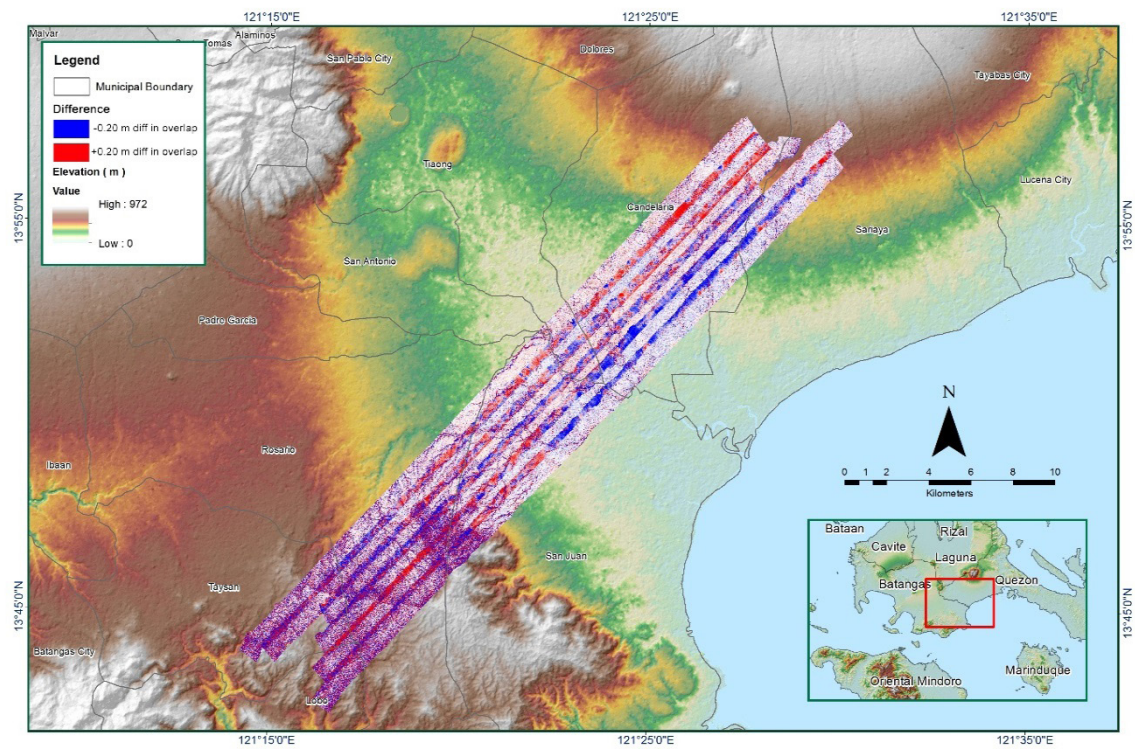 121°15'0"E
121°25'0"E
121°35'0"E
Malvar
Tomas
Alaminos
San Pablo City
Dolores
Tayabas City
Legend
Municipal Boundary
Difference
-0.20 m diff in overlap
+0.20 m diff in overlap
Elevation ( m )
Value
High : 972
Low : 0
Tiaong
Lucena City
Candelaria
13°55'0"N
13°55'0"N
Sariaya
San Antonio
Padre Garcia
N
Rosario
Ibaan
0 1 2 4 6 8 10
Kilometers
San Juan
Taysan
13°45'0"N
13°45'0"N
Batangas City
Lobo
Bataan
Rizal
Cavite
Laguna
Batangas
Quezon
Marinduque
Oriental Mindoro
121°15'0"E
121°25'0"E
121°35'0"E